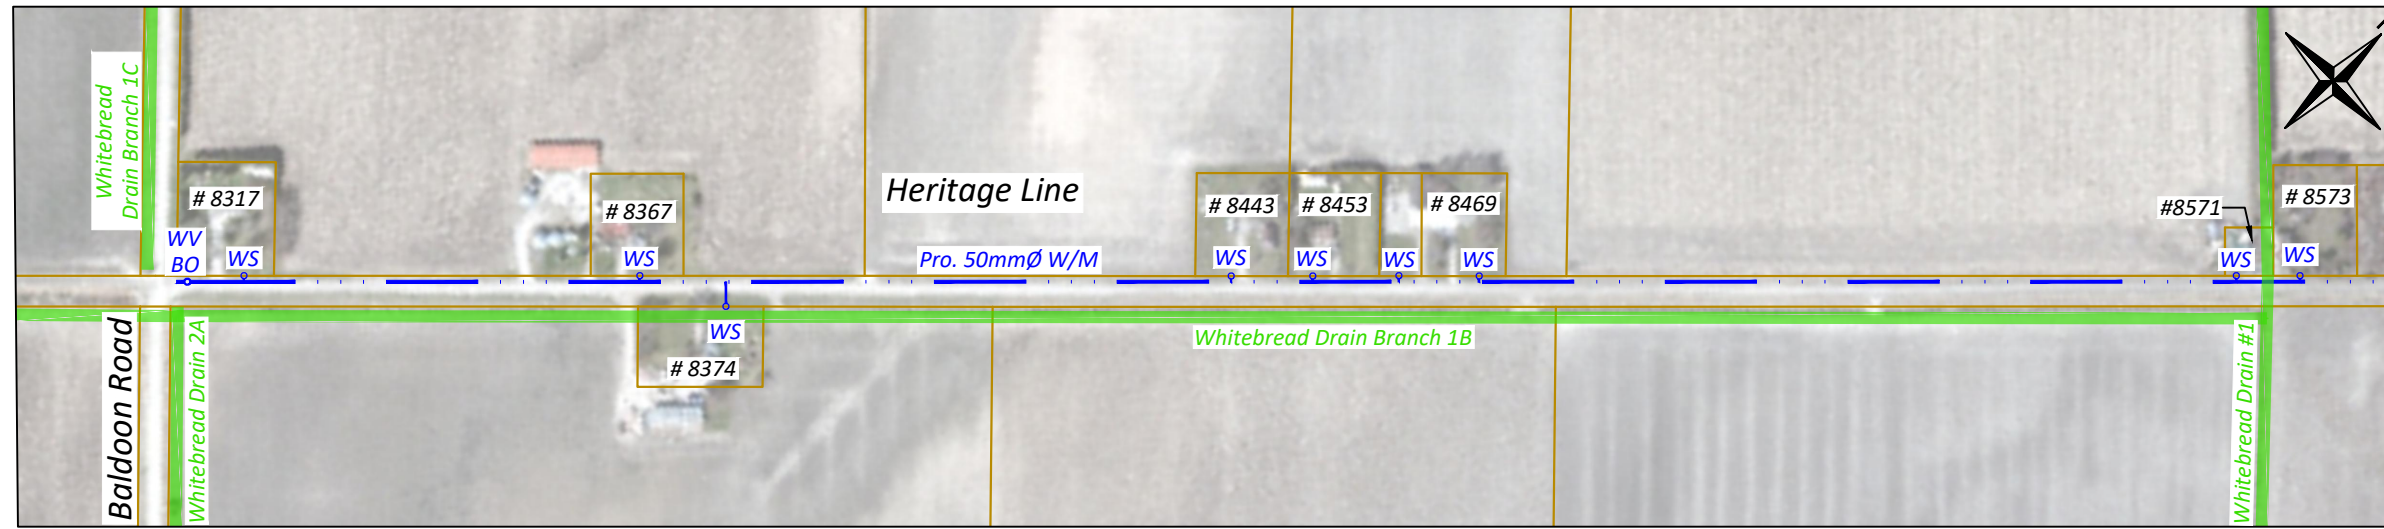 Whitebread
Drain Branch 1C
# 8317
WV
BO
WS
# 8367
WS
Heritage Line
Pro. 50mmØ W/M
# 8443
WS
# 8453
WS
WS
# 8469
WS
#8571
WS
# 8573
WS
Baldoon Road
Whitebread Drain 2A
WS
# 8374
Whitebread Drain Branch 1B
Whitebread Drain #1